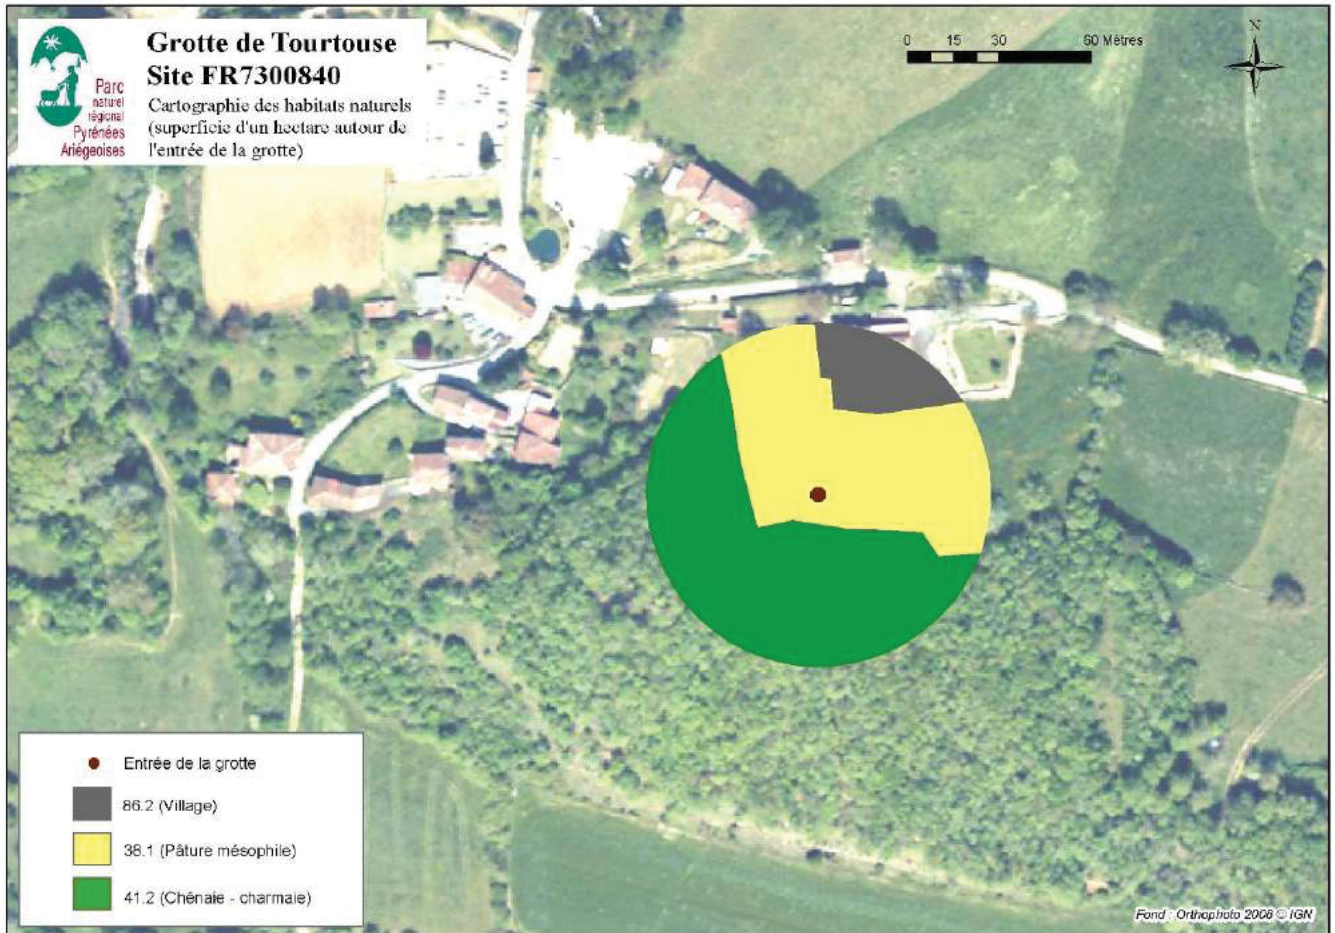 Parc
naturel
régional
Pyrénées
Ariégeoises
Grotte de Tourtouse
Site FR7300840
Cartographie des habitats naturels
(superficie d'un hectare autour de
l'entrée de la grotte)
0 15 30 60 Mètres
N
Entrée de la grotte
86.2 (Village)
38.1 (Pâture mésophile)
41.2 (Chênaie - charmaie)
Fond : Orthophoto 2008 © IGN